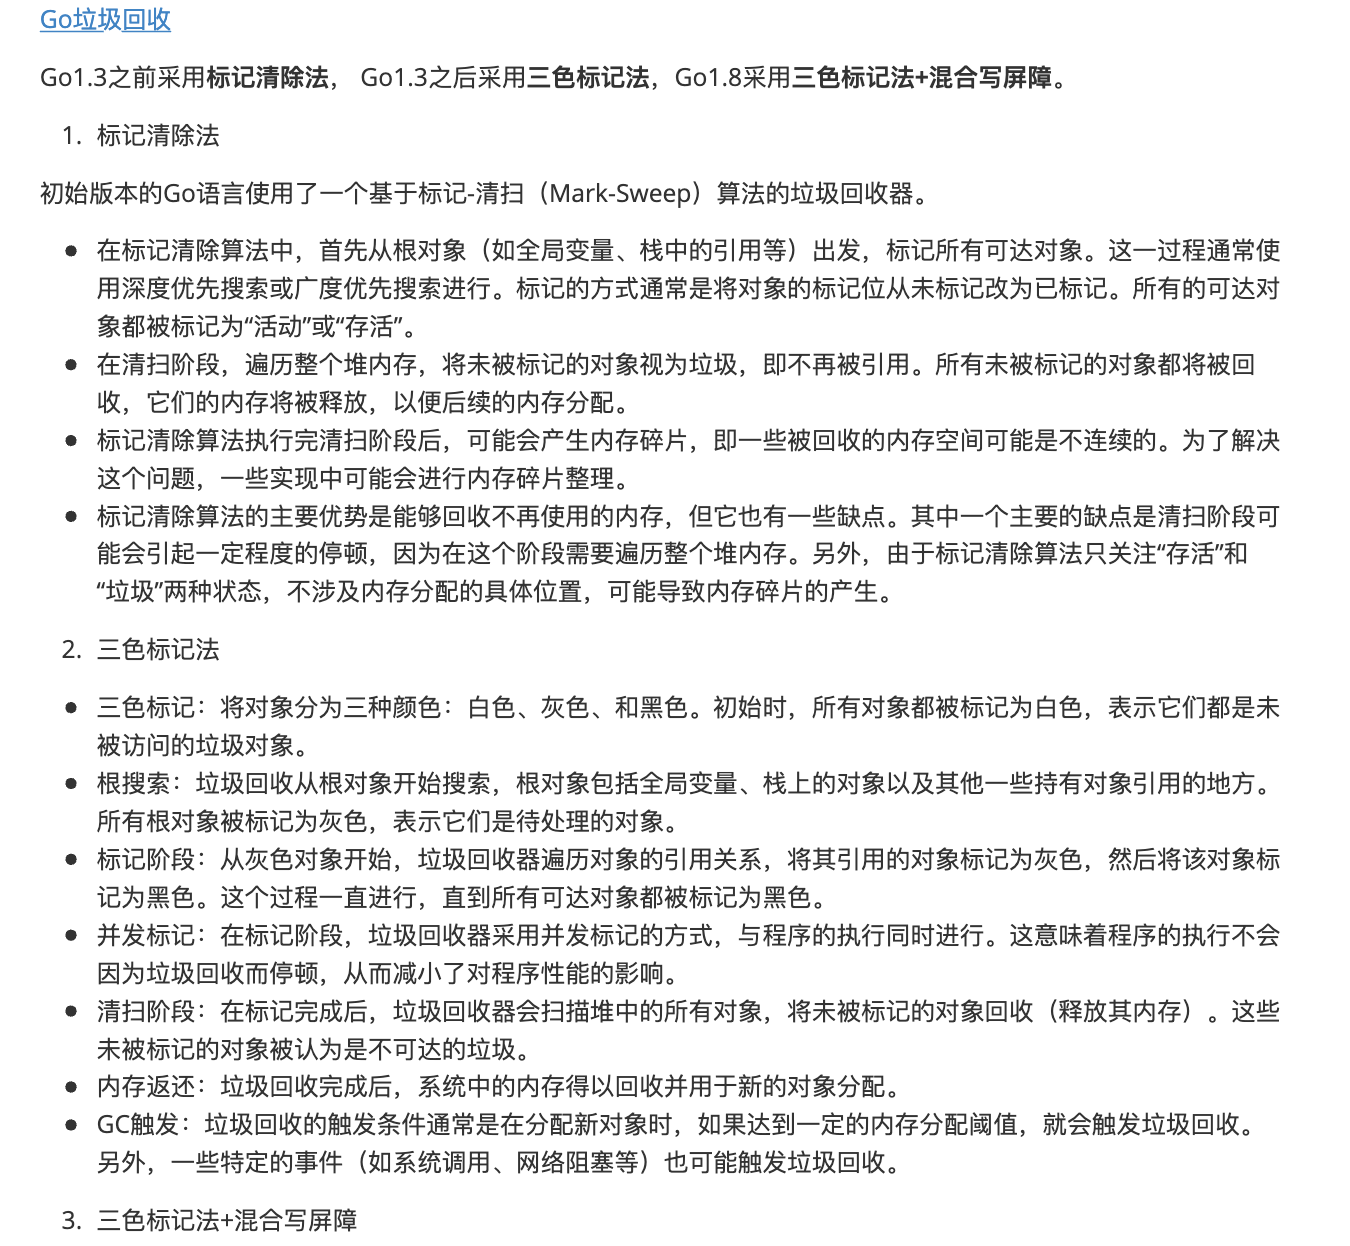 Go垃圾回收
Go1.3之前采用标记清除法， Go1.3之后采用三色标记法，Go1.8采用三色标记法+混合写屏障。
1. 标记清除法
初始版本的Go语言使用了一个基于标记-清扫（Mark-Sweep）算法的垃圾回收器。
● 在标记清除算法中，首先从根对象（如全局变量、栈中的引用等）出发，标记所有可达对象。这一过程通常使
用深度优先搜索或广度优先搜索进行。标记的方式通常是将对象的标记位从未标记改为已标记。所有的可达对
象都被标记为“活动”或“存活”。
● 在清扫阶段，遍历整个堆内存，将未被标记的对象视为垃圾，即不再被引用。所有未被标记的对象都将被回
收，它们的内存将被释放，以便后续的内存分配。
● 标记清除算法执行完清扫阶段后，可能会产生内存碎片，即一些被回收的内存空间可能是不连续的。为了解决
这个问题，一些实现中可能会进行内存碎片整理。
● 标记清除算法的主要优势是能够回收不再使用的内存，但它也有一些缺点。其中一个主要的缺点是清扫阶段可
能会引起一定程度的停顿，因为在这个阶段需要遍历整个堆内存。另外，由于标记清除算法只关注“存活”和
“垃圾”两种状态，不涉及内存分配的具体位置，可能导致内存碎片的产生。
2. 三色标记法
● 三色标记：将对象分为三种颜色：白色、灰色、和黑色。初始时，所有对象都被标记为白色，表示它们都是未
被访问的垃圾对象。
● 根搜索：垃圾回收从根对象开始搜索，根对象包括全局变量、栈上的对象以及其他一些持有对象引用的地方。
所有根对象被标记为灰色，表示它们是待处理的对象。
● 标记阶段：从灰色对象开始，垃圾回收器遍历对象的引用关系，将其引用的对象标记为灰色，然后将该对象标
记为黑色。这个过程一直进行，直到所有可达对象都被标记为黑色。
● 并发标记：在标记阶段，垃圾回收器采用并发标记的方式，与程序的执行同时进行。这意味着程序的执行不会
因为垃圾回收而停顿，从而减小了对程序性能的影响。
● 清扫阶段：在标记完成后，垃圾回收器会扫描堆中的所有对象，将未被标记的对象回收（释放其内存）。这些
未被标记的对象被认为是不可达的垃圾。
● 内存返还：垃圾回收完成后，系统中的内存得以回收并用于新的对象分配。
● GC触发：垃圾回收的触发条件通常是在分配新对象时，如果达到一定的内存分配阈值，就会触发垃圾回收。
另外，一些特定的事件（如系统调用、网络阻塞等）也可能触发垃圾回收。
3. 三色标记法+混合写屏障